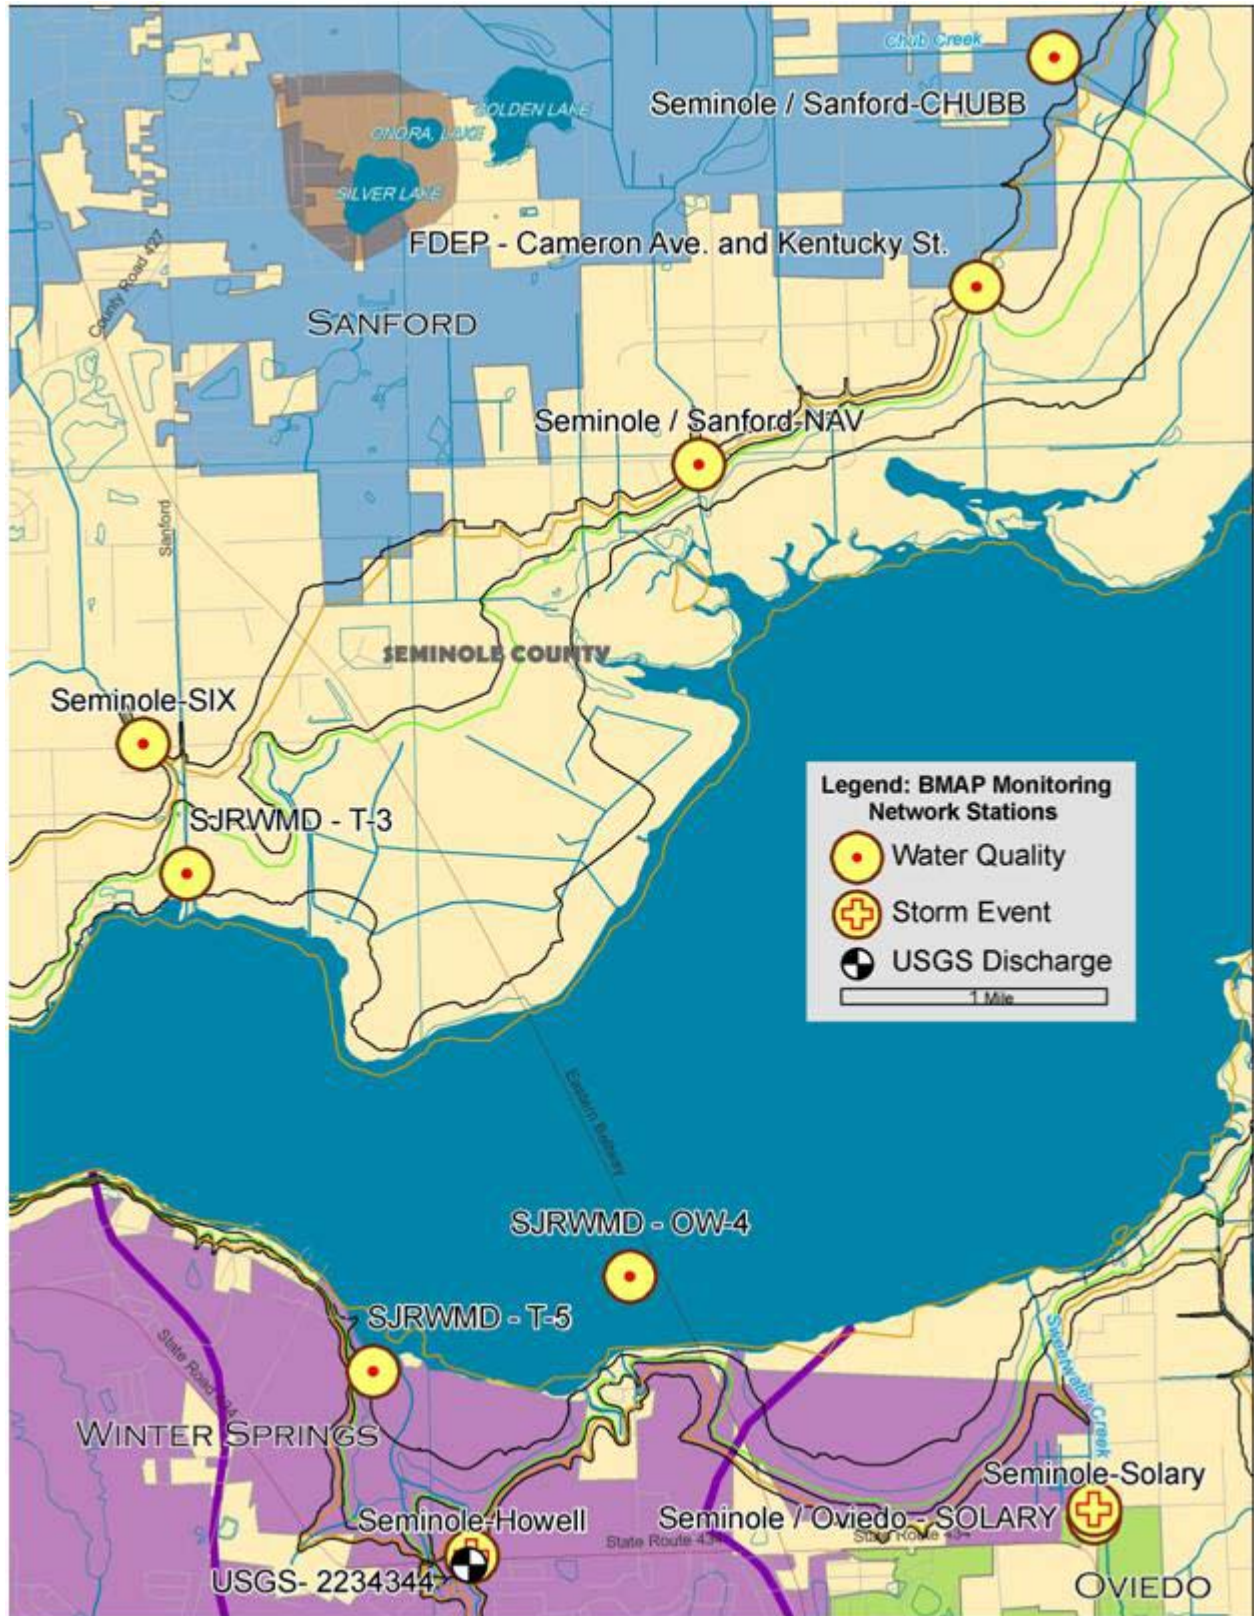 Chub Creek
Seminole / Sanford-CHUBB
GOLDEN LAKE
ONORA, LAKE
SILVER LAKE
FDEP - Cameron Ave. and Kentucky St.
County Road 427
SANFORD
Seminole / Sanford-NAV
Sanford
SEMINOLE COUNTY
Seminole-SIX
SJRWMD - T-3
Legend: BMAP Monitoring
Network Stations
Water Quality
Storm Event
USGS Discharge
1 Mile
Eastern Beltway
SJRWMD - OW-4
SJRWMD - T-5
State Road 434
Sweetwater Creek
WINTER SPRINGS
Seminole-Solary
Seminole-Howell
Seminole / Oviedo - SOLARY
State Route 434
State Route 434
USGS- 2234344
OVIEDO